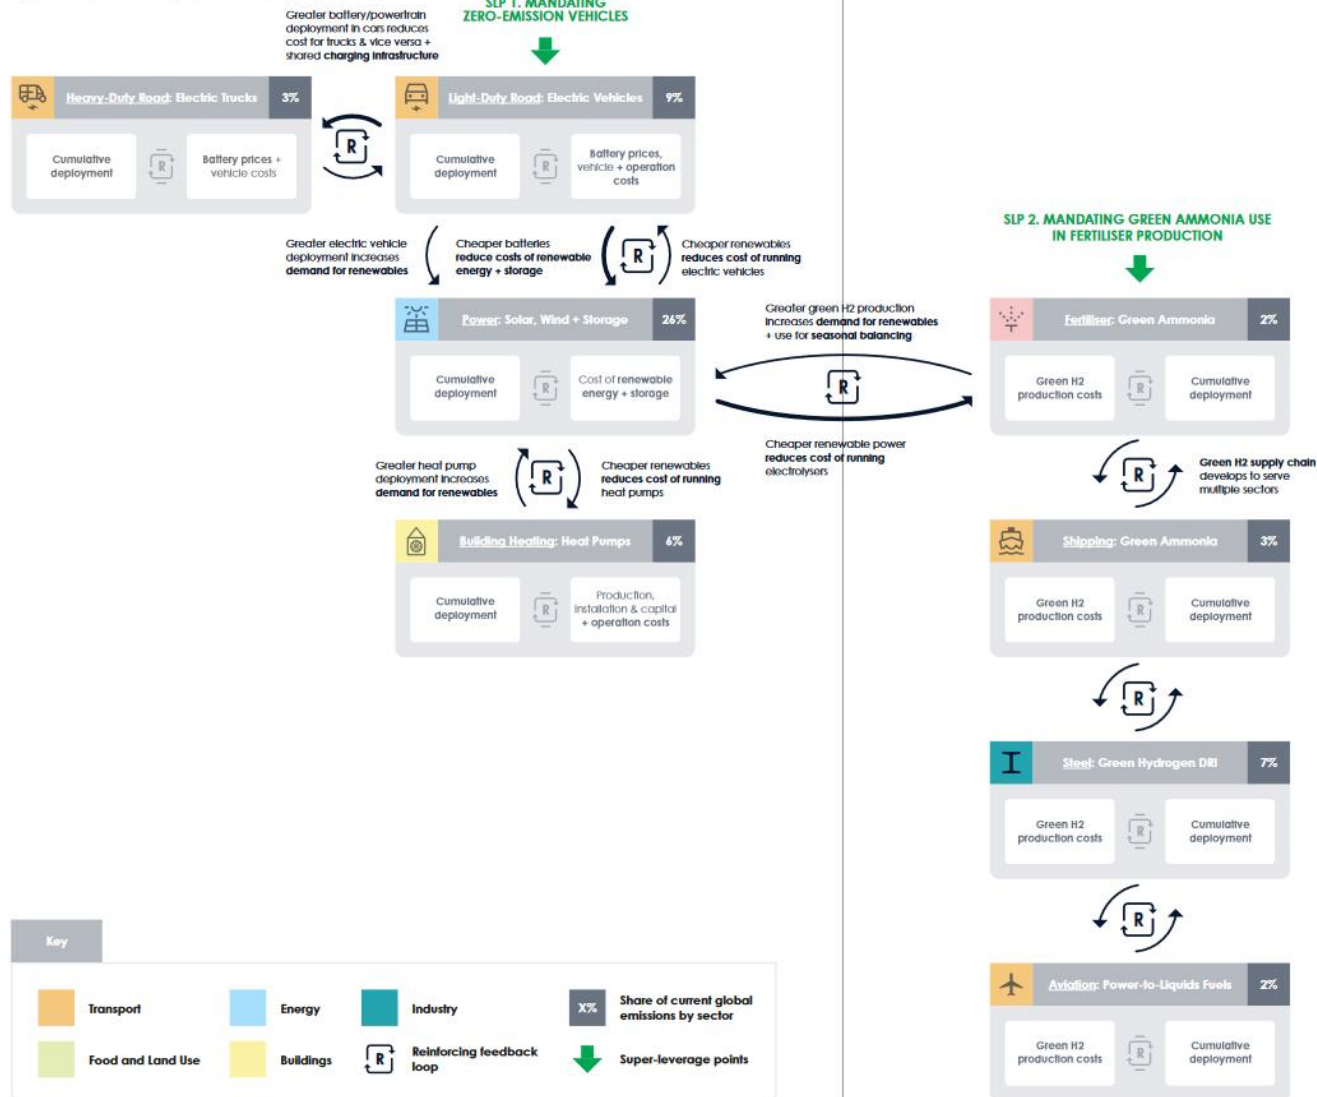 SLP 1. MANDATING
ZERO-EMISSION VEHICLES
Greater battery/powertrain
deployment in cars reduces
cost for trucks & vice versa +
shared charging infrastructure
Heavy-Duty Road: Electric Trucks
3%
Cumulative
deployment
R
Battery prices +
vehicle costs
R
Light-Duty Road: Electric Vehicles
9%
Cumulative
deployment
R
Battery prices,
vehicle + operation
costs
Greater electric vehicle
deployment increases
demand for renewables
Cheaper batteries
reduce costs of renewable
energy + storage
R
Cheaper renewables
reduces cost of running
electric vehicles
Power: Solar, Wind + Storage
26%
Cumulative
deployment
R
Cost of renewable
energy + storage
Greater heat pump
deployment increases
demand for renewables
R
Cheaper renewables
reduces cost of running
heat pumps
Building Heating: Heat Pumps
6%
Cumulative
deployment
R
Production,
installation & capital
+ operation costs
Greater green H2 production
increases demand for renewables
+ use for seasonal balancing
R
Cheaper renewable power
reduces cost of running
electrolysers
SLP 2. MANDATING GREEN AMMONIA USE
IN FERTILISER PRODUCTION
Fertiliser: Green Ammonia
2%
Green H2
production costs
R
Cumulative
deployment
R
Green H2 supply chain
develops to serve
multiple sectors
Shipping: Green Ammonia
3%
Green H2
production costs
R
Cumulative
deployment
R
Steel: Green Hydrogen DRI
7%
Green H2
production costs
R
Cumulative
deployment
R
Aviation: Power-to-Liquids Fuels
2%
Green H2
production costs
R
Cumulative
deployment
Key
Transport
Energy
Industry
X%
Share of current global
emissions by sector
Food and Land Use
Buildings
R
Reinforcing feedback
loop
Super-leverage points